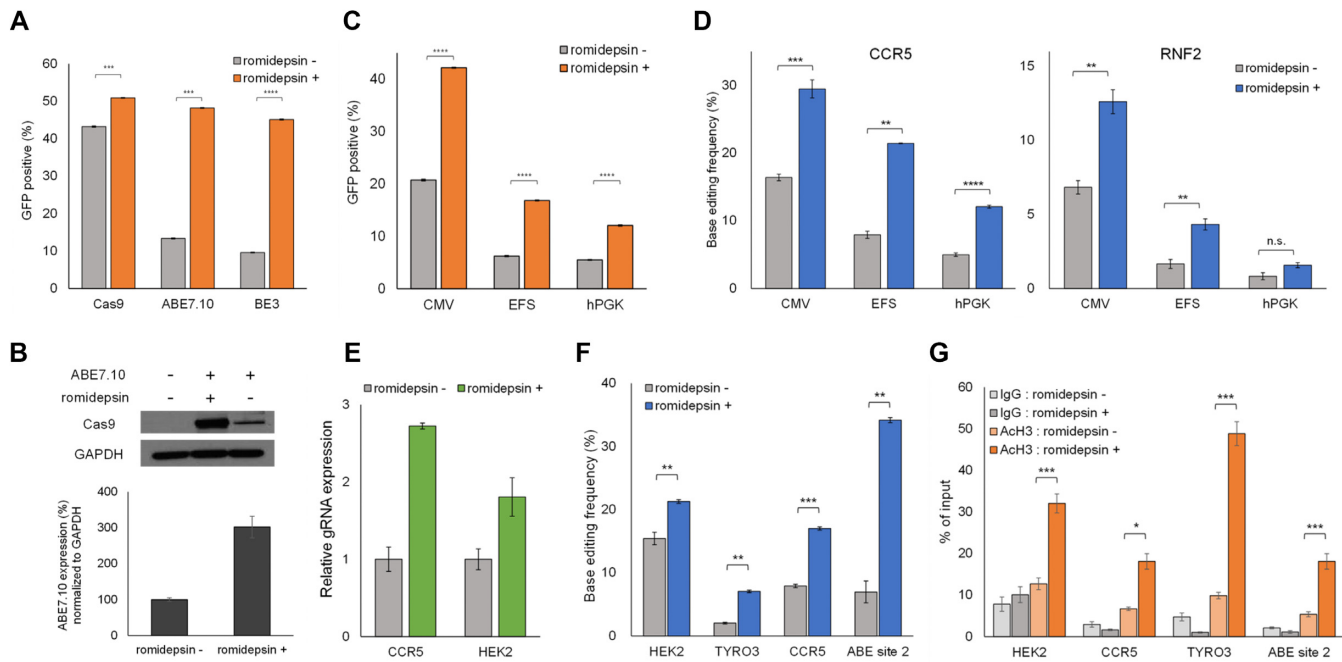 A
romidepsin -
romidepsin +
GFP positive (%)
60
50
40
30
20
10
0
***
***
****
Cas9
ABE7.10
BE3
C
romidepsin -
romidepsin +
GFP positive (%)
40
30
20
10
0
****
****
****
CMV
EFS
hPGK
D
CCR5
Base editing frequency (%)
30
20
10
0
***
**
****
CMV
EFS
hPGK
RNF2
romidepsin -
romidepsin +
15
10
5
0
**
**
n.s.
CMV
EFS
hPGK
B
ABE7.10 - + +
romidepsin - + -
Cas9
GAPDH
ABE7.10 expression (%)
normalized to GAPDH
400
300
200
100
0
romidepsin -
romidepsin +
E
romidepsin -
romidepsin +
Relative gRNA expression
3
2
1
0
CCR5
HEK2
F
romidepsin -
romidepsin +
Base editing frequency (%)
40
30
20
10
0
**
**
***
**
HEK2
TYRO3
CCR5
ABE site 2
G
IgG : romidepsin -
IgG : romidepsin +
AcH3 : romidepsin -
AcH3 : romidepsin +
% of input
60
50
40
30
20
10
0
***
*
***
***
HEK2
CCR5
TYRO3
ABE site 2